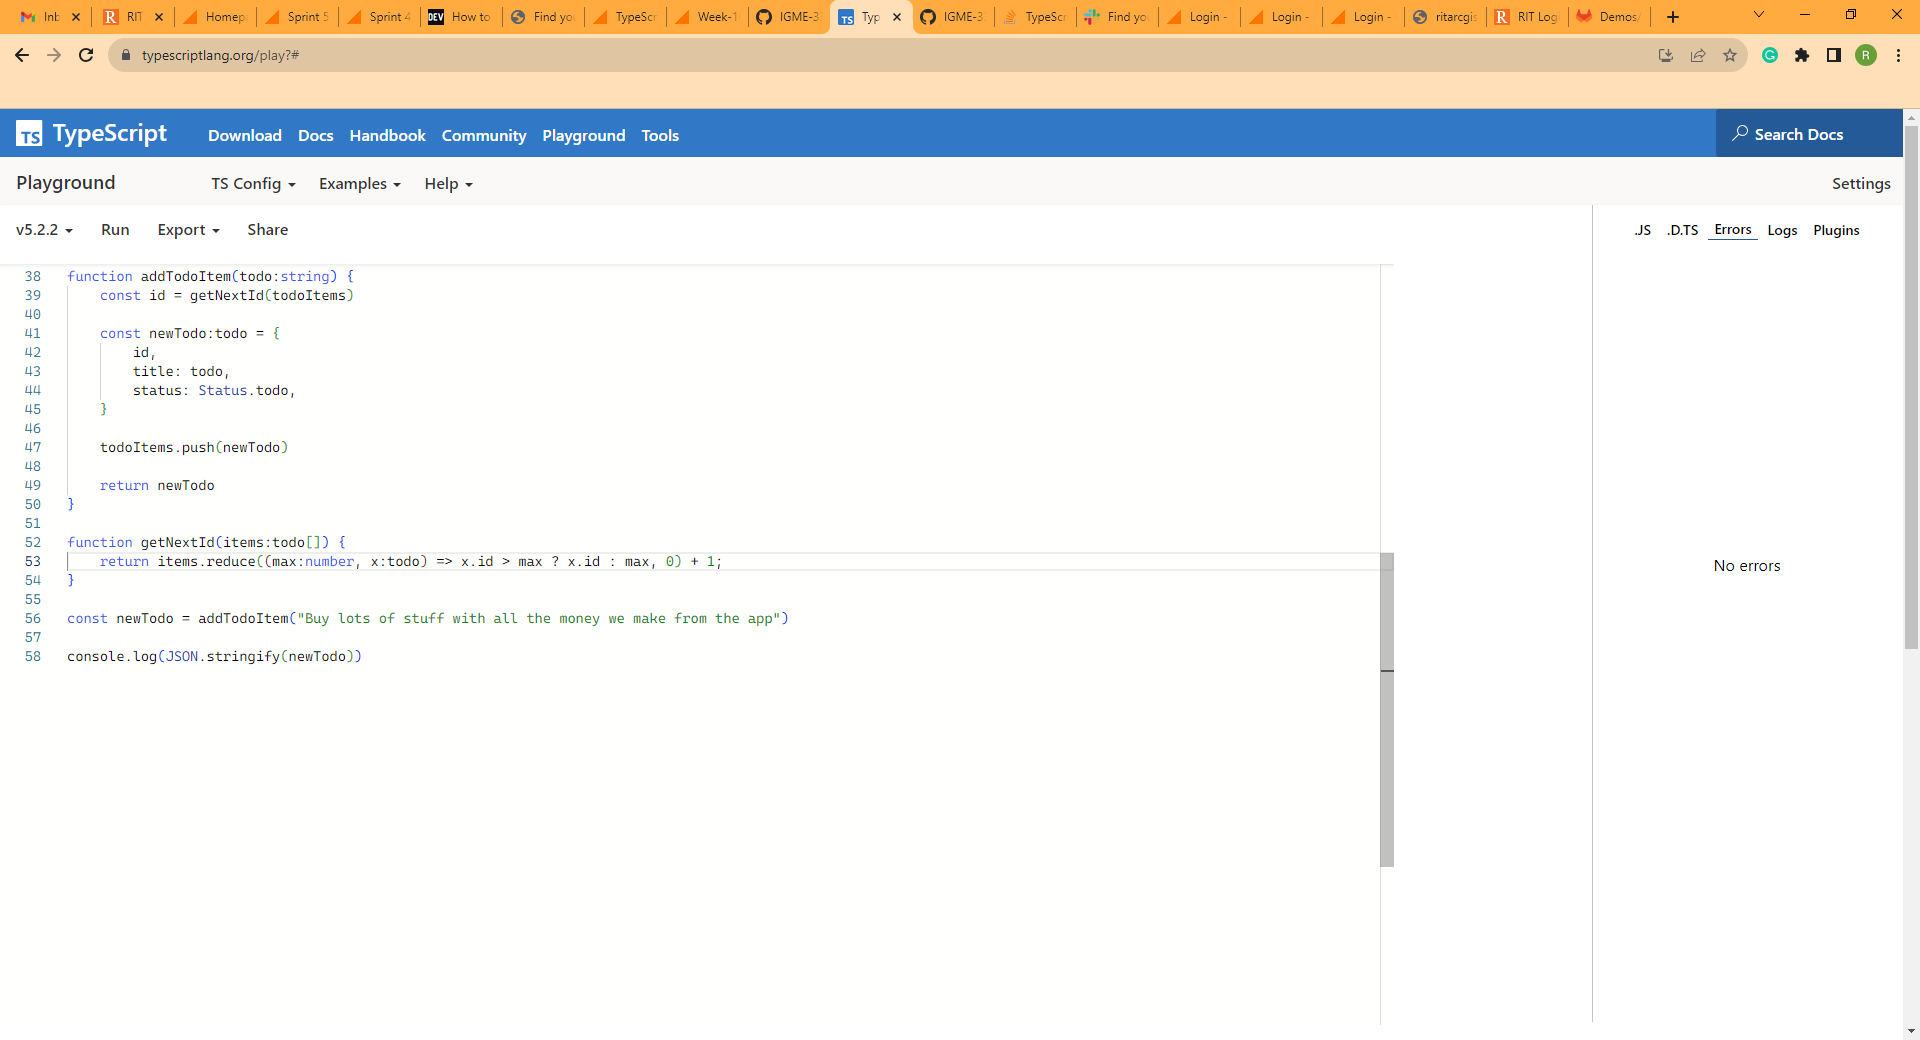 Inb
RIT
Homep
Sprint 5
Sprint 4
DEV How to
Find you
TypeScr
Week-1
IGME-3
TS Typ
IGME-3
TypeScr
Find you
Login -
Login -
Login -
ritarcgis
R RIT Log
Demos/
typescriptlang.org/play?#
R
TS TypeScript Download Docs Handbook Community Playground Tools Search Docs
Playground TS Config Examples Help Settings
v5.2.2 Run Export Share .JS .D.TS Errors Logs Plugins
38 function addTodoItem(todo:string) {
39 const id = getNextId(todoItems)
40
41 const newTodo:todo = {
42 id,
43 title: todo,
44 status: Status.todo,
45 }
46
47 todoItems.push(newTodo)
48
49 return newTodo
50 }
51
52 function getNextId(items:todo[]) {
53 return items.reduce((max:number, x:todo) => x.id > max ? x.id : max, 0) + 1;
54 }
55
56 const newTodo = addTodoItem("Buy lots of stuff with all the money we make from the app")
57
58 console.log(JSON.stringify(newTodo))
No errors